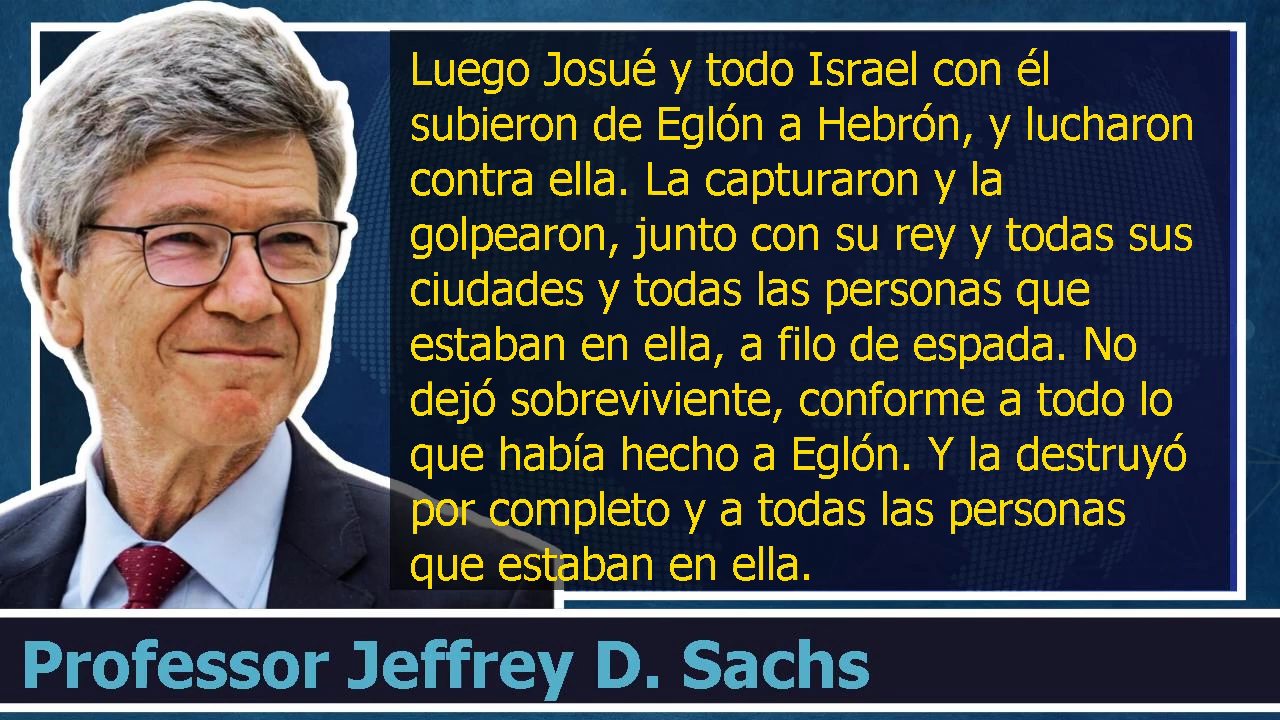 Luego Josué y todo Israel con él
subieron de Eglón a Hebrón, y lucharon
contra ella. La capturaron y la
golpearon, junto con su rey y todas sus
ciudades y todas las personas que
estaban en ella, a filo de espada. No
dejó sobreviviente, conforme a todo lo
que había hecho a Eglón. Y la destruyó
por completo y a todas las personas
que estaban en ella.
Professor Jeffrey D. Sachs